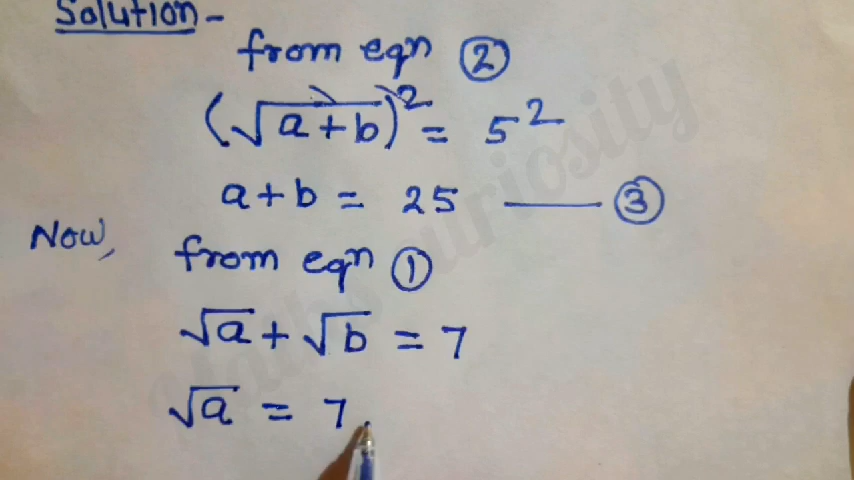 Solution -
from eqn ②
(√a+b)² = 5²
a+b = 25 —— ③
Now,
from eqn ①
√a + √b = 7
√a = 7